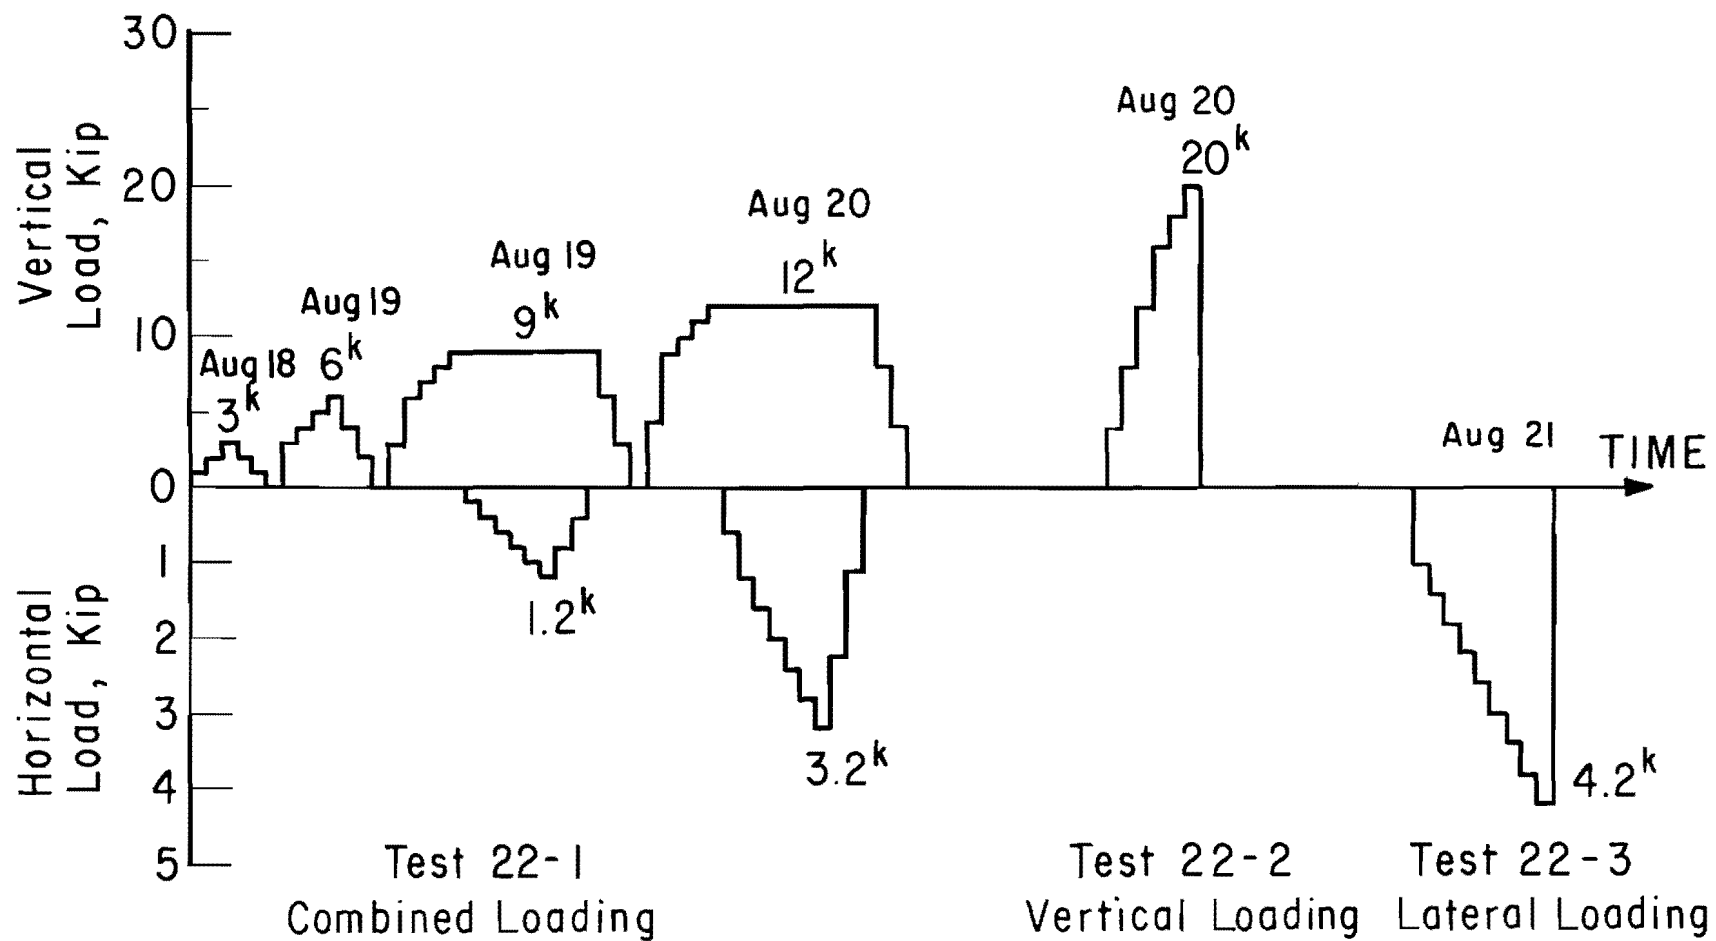 30
20
10
0
1
2
3
4
5
Vertical
Load, Kip
Horizontal
Load, Kip
Aug 18
3k
Aug 19
6k
Aug 19
9k
Aug 20
12k
Aug 20
20k
Aug 21
TIME
1.2k
3.2k
4.2k
Test 22-1
Combined Loading
Test 22-2
Vertical Loading
Test 22-3
Lateral Loading